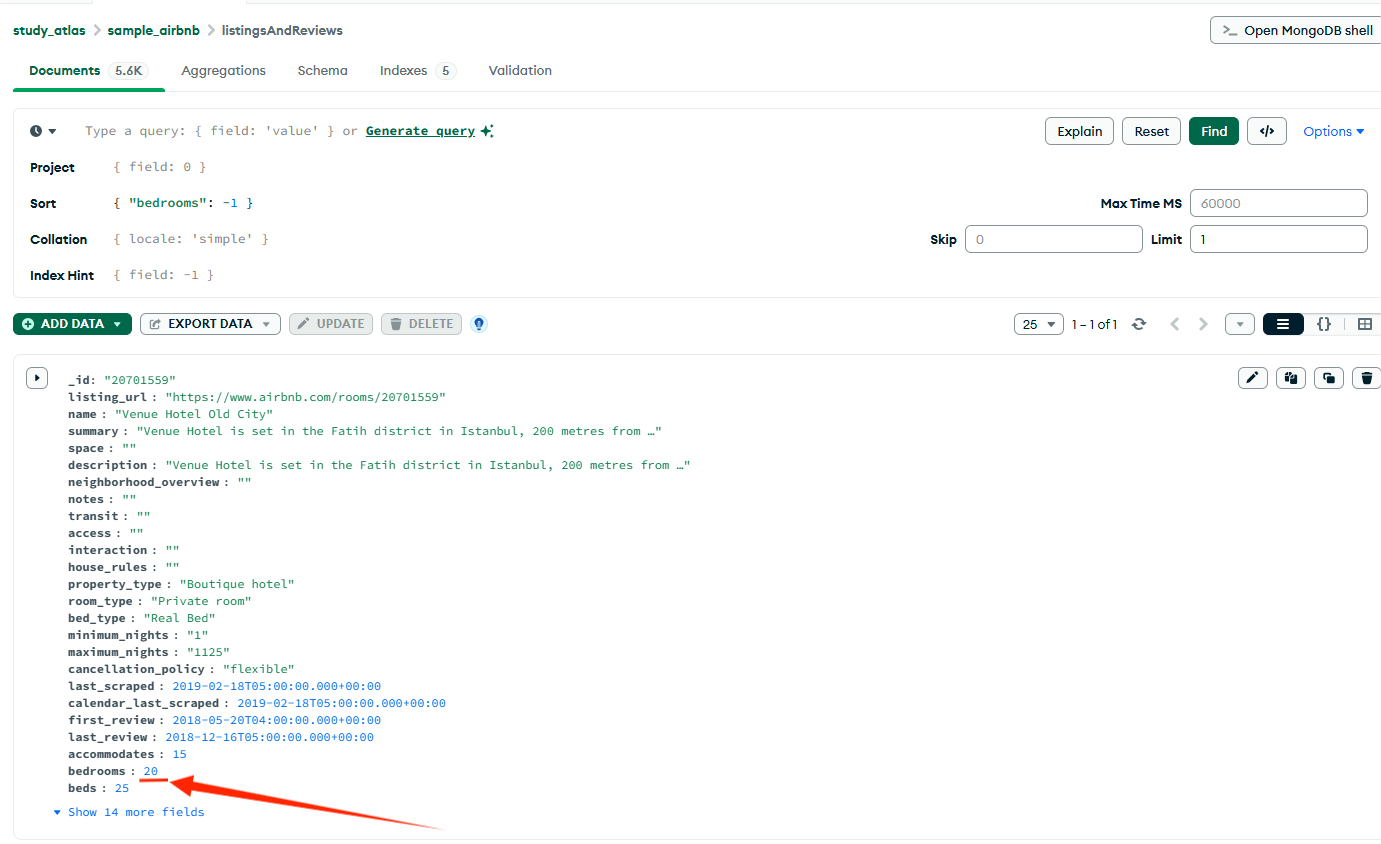 study_atlas > sample_airbnb > listingsAndReviews
>_ Open MongoDB shell
Documents 5.6K Aggregations Schema Indexes 5 Validation
Type a query: { field: 'value' } or Generate query
Explain Reset Find </> Options
Project { field: 0 }
Sort { "bedrooms": -1 }
Max Time MS 60000
Collation { locale: 'simple' }
Skip 0 Limit 1
Index Hint { field: -1 }
ADD DATA EXPORT DATA UPDATE DELETE
25 1 – 1 of 1 {}
_id: "20701559"
listing_url : "https://www.airbnb.com/rooms/20701559"
name : "Venue Hotel Old City"
summary : "Venue Hotel is set in the Fatih district in Istanbul, 200 metres from …"
space : ""
description : "Venue Hotel is set in the Fatih district in Istanbul, 200 metres from …"
neighborhood_overview : ""
notes : ""
transit : ""
access : ""
interaction : ""
house_rules : ""
property_type : "Boutique hotel"
room_type : "Private room"
bed_type : "Real Bed"
minimum_nights : "1"
maximum_nights : "1125"
cancellation_policy : "flexible"
last_scraped : 2019-02-18T05:00:00.000+00:00
calendar_last_scraped : 2019-02-18T05:00:00.000+00:00
first_review : 2018-05-20T04:00:00.000+00:00
last_review : 2018-12-16T05:00:00.000+00:00
accommodates : 15
bedrooms : 20
beds : 25
Show 14 more fields